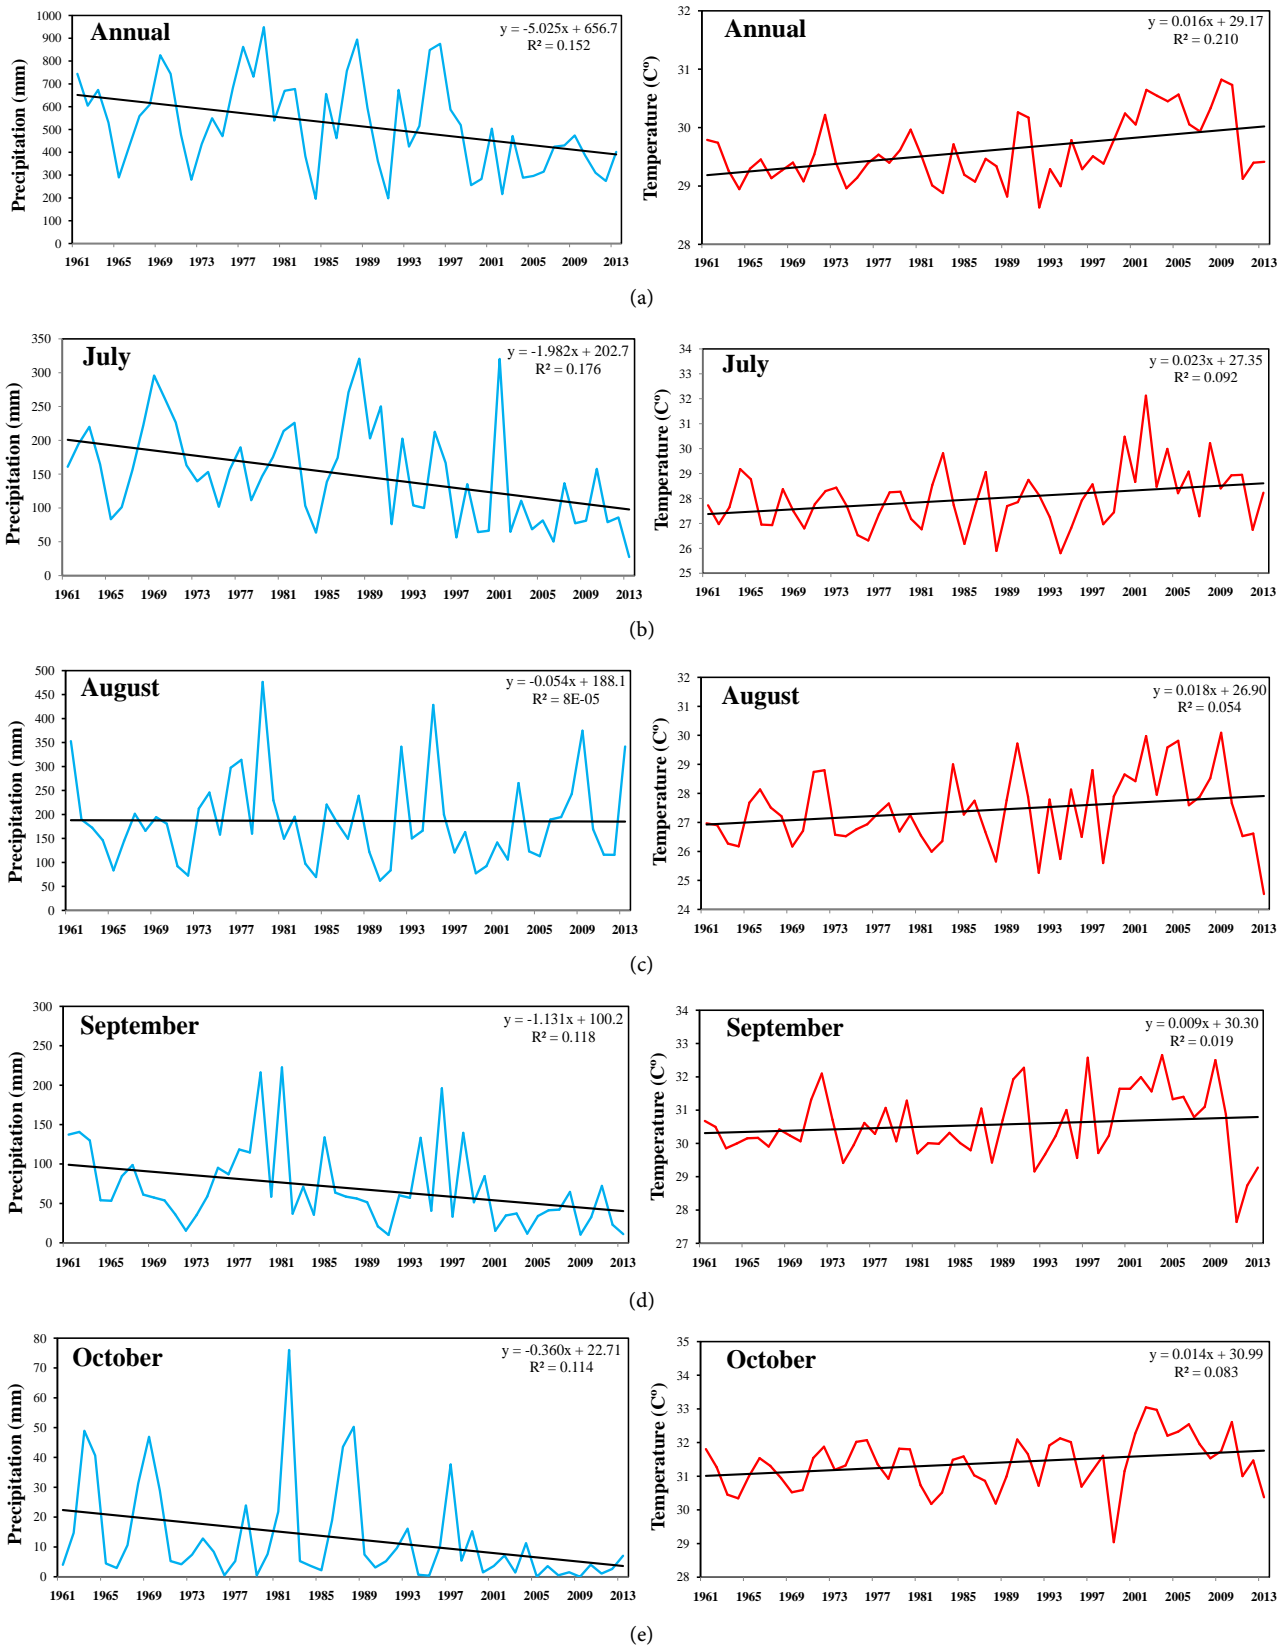 Annual
y = -5.025x + 656.7
R² = 0.152
Precipitation (mm)
1000
900
800
700
600
500
400
300
200
100
0
1961 1965 1969 1973 1977 1981 1985 1989 1993 1997 2001 2005 2009 2013
Annual
y = 0.016x + 29.17
R² = 0.210
Temperature (C°)
32
31
30
29
28
1961 1965 1969 1973 1977 1981 1985 1989 1993 1997 2001 2005 2009 2013
(a)
July
y = -1.982x + 202.7
R² = 0.176
Precipitation (mm)
350
300
250
200
150
100
50
0
1961 1965 1969 1973 1977 1981 1985 1989 1993 1997 2001 2005 2009 2013
July
y = 0.023x + 27.35
R² = 0.092
Temperature (C°)
34
33
32
31
30
29
28
27
26
25
1961 1965 1969 1973 1977 1981 1985 1989 1993 1997 2001 2005 2009 2013
(b)
August
y = -0.054x + 188.1
R² = 8E-05
Precipitation (mm)
500
450
400
350
300
250
200
150
100
50
0
1961 1965 1969 1973 1977 1981 1985 1989 1993 1997 2001 2005 2009 2013
August
y = 0.018x + 26.90
R² = 0.054
Temperature (C°)
32
31
30
29
28
27
26
25
24
1961 1965 1969 1973 1977 1981 1985 1989 1993 1997 2001 2005 2009 2013
(c)
September
y = -1.131x + 100.2
R² = 0.118
Precipitation (mm)
300
250
200
150
100
50
0
1961 1965 1969 1973 1977 1981 1985 1989 1993 1997 2001 2005 2009 2013
September
y = 0.009x + 30.30
R² = 0.019
Temperature (C°)
34
33
32
31
30
29
28
27
1961 1965 1969 1973 1977 1981 1985 1989 1993 1997 2001 2005 2009 2013
(d)
October
y = -0.360x + 22.71
R² = 0.114
Precipitation (mm)
80
70
60
50
40
30
20
10
0
1961 1965 1969 1973 1977 1981 1985 1989 1993 1997 2001 2005 2009 2013
October
y = 0.014x + 30.99
R² = 0.083
Temperature (C°)
35
34
33
32
31
30
29
28
1961 1965 1969 1973 1977 1981 1985 1989 1993 1997 2001 2005 2009 2013
(e)